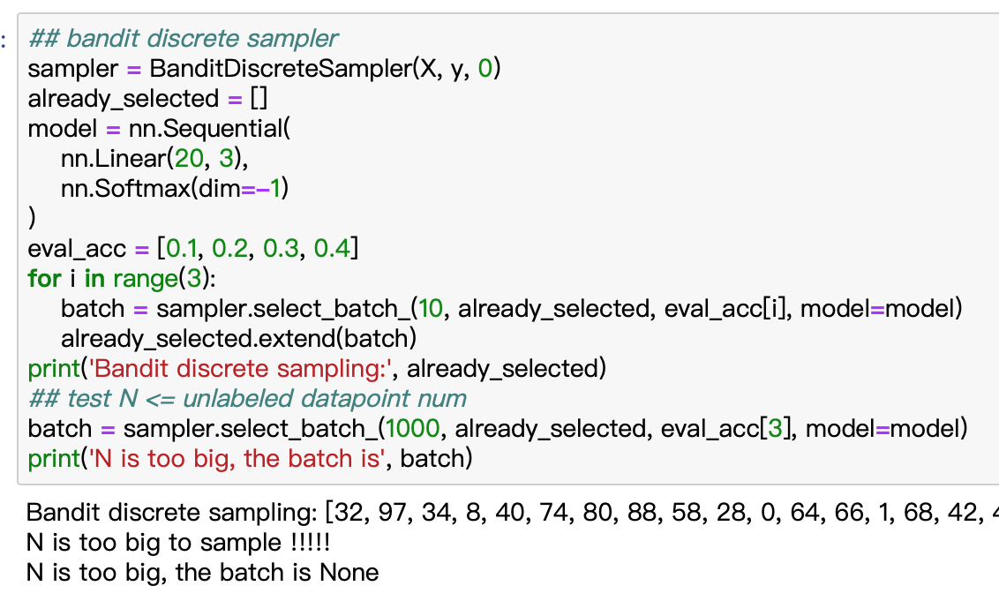 :
## bandit discrete sampler
sampler = BanditDiscreteSampler(X, y, 0)
already_selected = []
model = nn.Sequential(
    nn.Linear(20, 3),
    nn.Softmax(dim=-1)
)
eval_acc = [0.1, 0.2, 0.3, 0.4]
for i in range(3):
    batch = sampler.select_batch_(10, already_selected, eval_acc[i], model=model)
    already_selected.extend(batch)
print('Bandit discrete sampling:', already_selected)
## test N <= unlabeled datapoint num
batch = sampler.select_batch_(1000, already_selected, eval_acc[3], model=model)
print('N is too big, the batch is', batch)
Bandit discrete sampling: [32, 97, 34, 8, 40, 74, 80, 88, 58, 28, 0, 64, 66, 1, 68, 42,
N is too big to sample !!!!!
N is too big, the batch is None